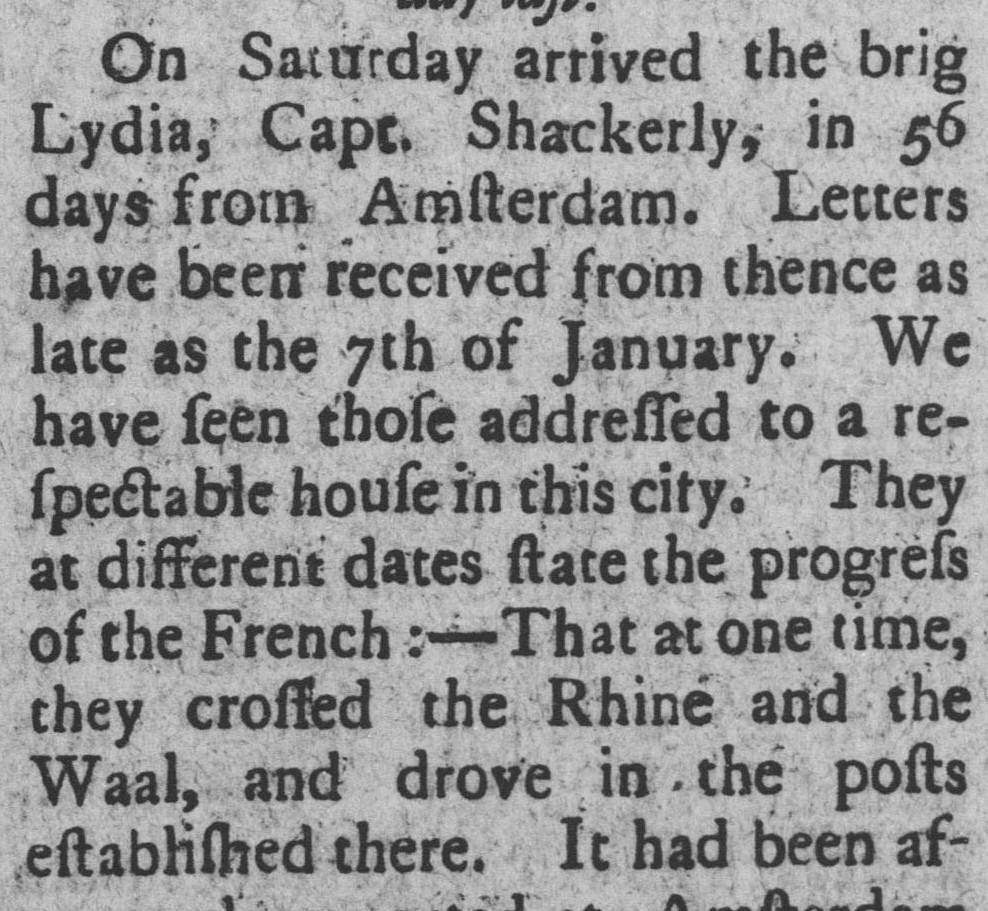 On Saturday arrived the brig
Lydia, Capt. Shackerly, in 56
days from Amſterdam. Letters
have been received from thence as
late as the 7th of January. We
have ſeen thoſe addreſſed to a re-
ſpectable houſe in this city. They
at different dates ſtate the progreſs
of the French :—That at one time,
they croſſed the Rhine and the
Waal, and drove in the poſts
eſtabliſhed there. It had been aſ-